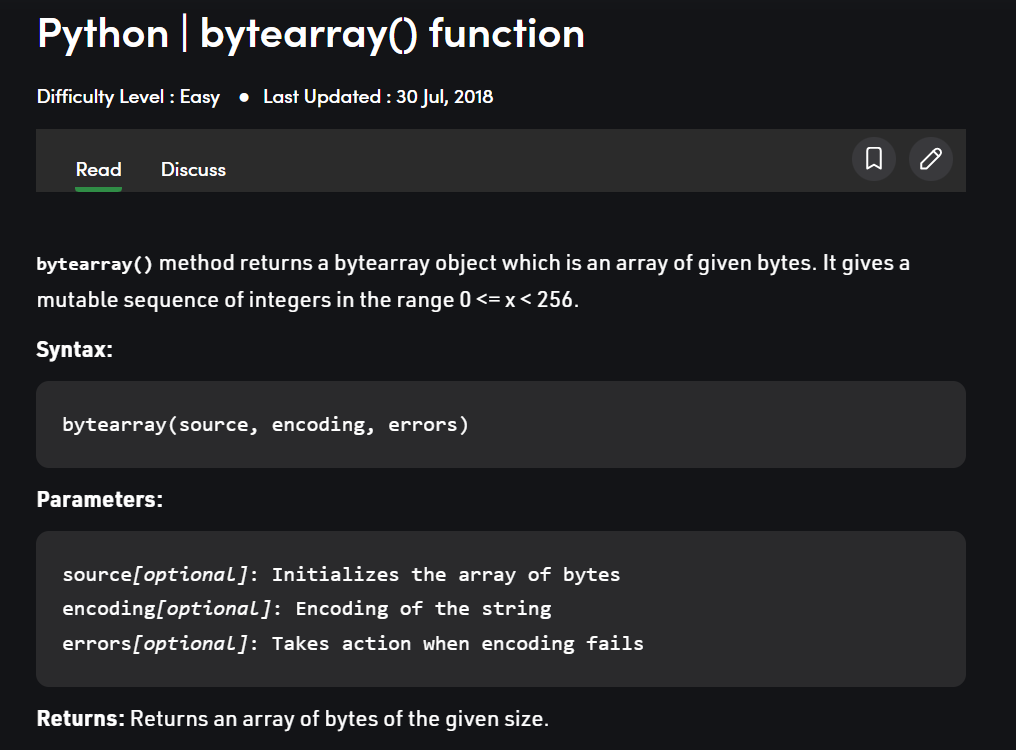 Python | bytearray() function
Difficulty Level : Easy ● Last Updated : 30 Jul, 2018
Read Discuss
bytearray() method returns a bytearray object which is an array of given bytes. It gives a
mutable sequence of integers in the range 0 <= x < 256.
Syntax:
bytearray(source, encoding, errors)
Parameters:
source[optional]: Initializes the array of bytes
encoding[optional]: Encoding of the string
errors[optional]: Takes action when encoding fails
Returns: Returns an array of bytes of the given size.